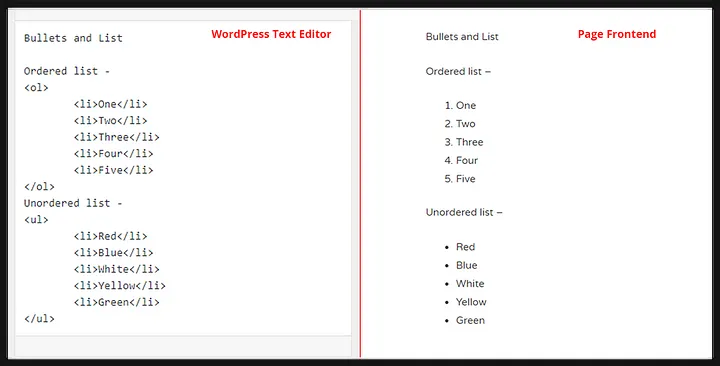 WordPress Text Editor
Bullets and List
Ordered list -
<ol>
<li>One</li>
<li>Two</li>
<li>Three</li>
<li>Four</li>
<li>Five</li>
</ol>
Unordered list -
<ul>
<li>Red</li>
<li>Blue</li>
<li>White</li>
<li>Yellow</li>
<li>Green</li>
</ul>
Page Frontend
Bullets and List
Ordered list –
1. One
2. Two
3. Three
4. Four
5. Five
Unordered list –
• Red
• Blue
• White
• Yellow
• Green